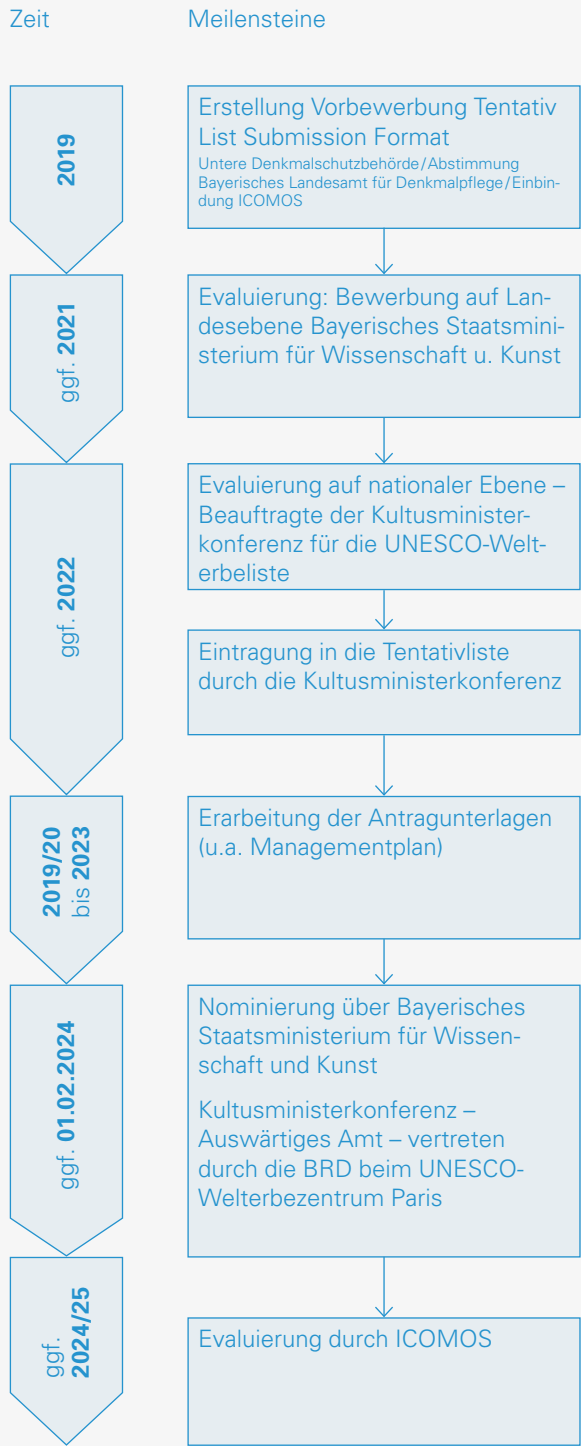 Zeit
Meilensteine
2019
Erstellung Vorbewerbung Tentativ
List Submission Format
Untere Denkmalschutzbehörde/Abstimmung
Bayerisches Landesamt für Denkmalpflege/Einbin-
dung ICOMOS
ggf. 2021
Evaluierung: Bewerbung auf Lan-
desebene Bayerisches Staatsmini-
sterium für Wissenschaft u. Kunst
ggf. 2022
Evaluierung auf nationaler Ebene –
Beauftragte der Kultusminister-
konferenz für die UNESCO-Welt-
erbeliste
Eintragung in die Tentativliste
durch die Kultusministerkonferenz
2019/20
bis 2023
Erarbeitung der Antragunterlagen
(u.a. Managementplan)
ggf. 01.02.2024
Nominierung über Bayerisches
Staatsministerium für Wissen-
schaft und Kunst
Kultusministerkonferenz –
Auswärtiges Amt – vertreten
durch die BRD beim UNESCO-
Welterbezentrum Paris
ggf.
2024/25
Evaluierung durch ICOMOS